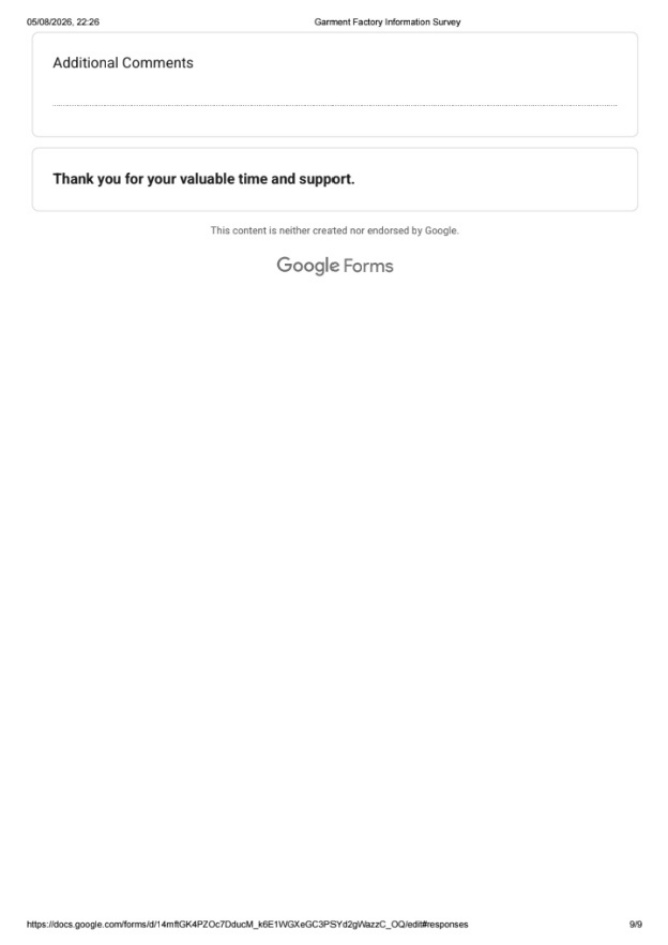 05/08/2026, 22:26 Garment Factory Information Survey
Additional Comments
Thank you for your valuable time and support.
This content is neither created nor endorsed by Google.
Google Forms
https://docs.google.com/forms/d/14mftGK4PZOc7DducM_k6E1WGXeGC3PSYd2gWazzC_OQ/edit#responses 9/9